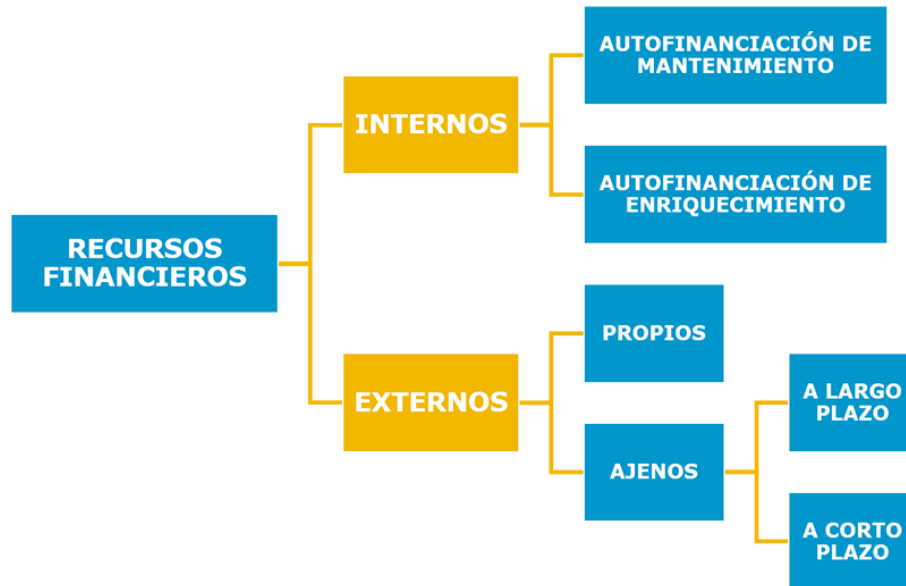 RECURSOS
FINANCIEROS
INTERNOS
AUTOFINANCIACIÓN DE
MANTENIMIENTO
AUTOFINANCIACIÓN DE
ENRIQUECIMIENTO
EXTERNOS
PROPIOS
AJENOS
A LARGO
PLAZO
A CORTO
PLAZO